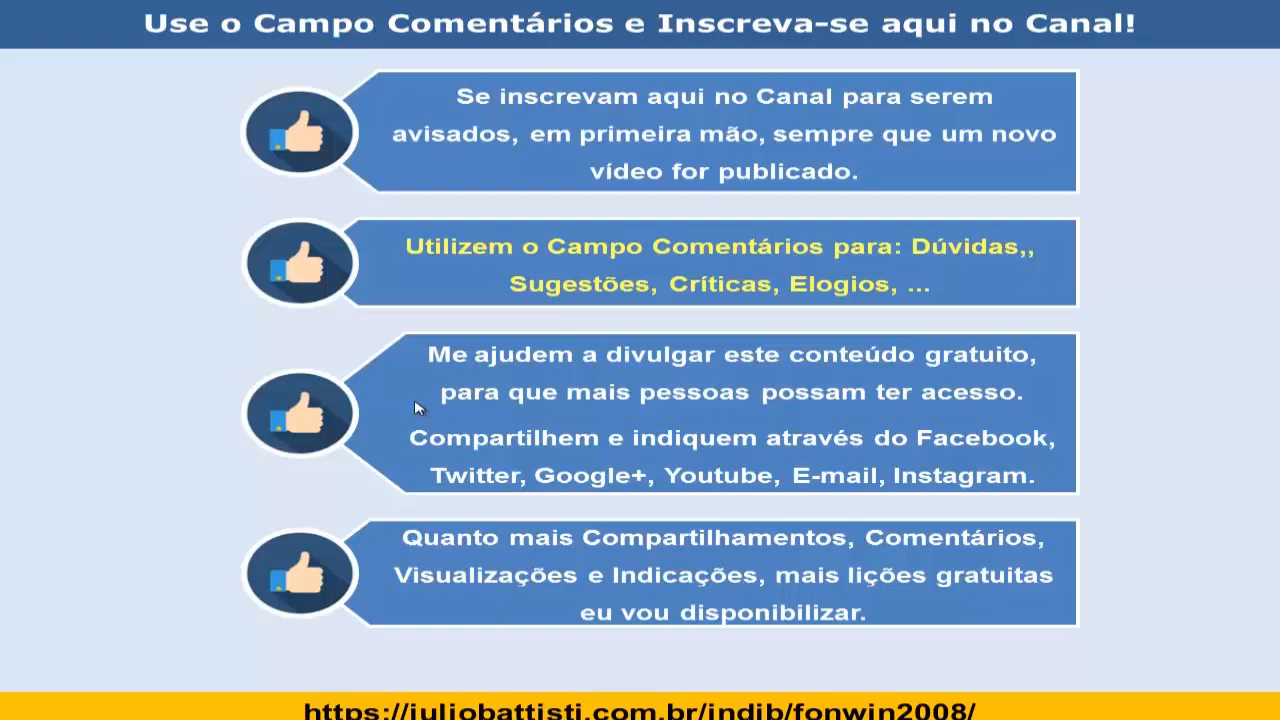 Use o Campo Comentários e Inscreva-se aqui no Canal!
Se inscrevam aqui no Canal para serem
avisados, em primeira mão, sempre que um novo
vídeo for publicado.
Utilizem o Campo Comentários para: Dúvidas,,
Sugestões, Críticas, Elogios, ...
Me ajudem a divulgar este conteúdo gratuito,
para que mais pessoas possam ter acesso.
Compartilhem e indiquem através do Facebook,
Twitter, Google+, Youtube, E-mail, Instagram.
Quanto mais Compartilhamentos, Comentários,
Visualizações e Indicações, mais lições gratuitas
eu vou disponibilizar.
https://juliobattisti.com.br/indib/fonwin2008/